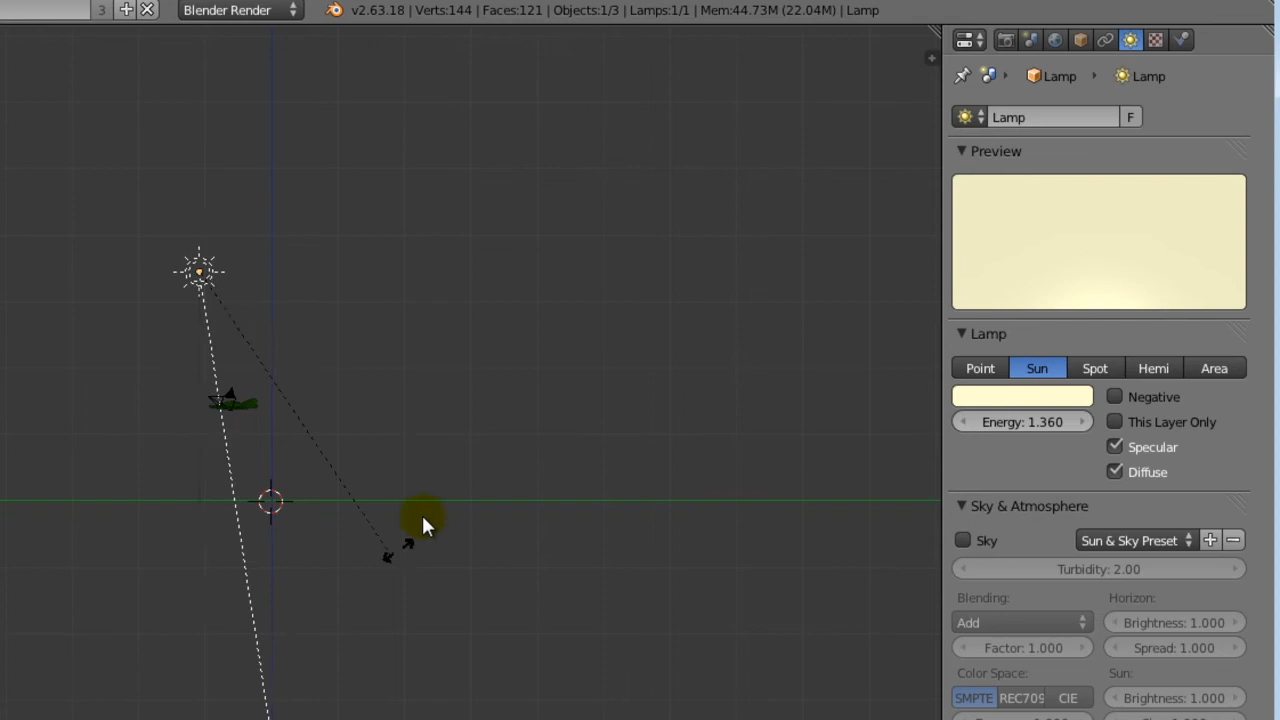 3 Blender Render v2.63.18 | Verts:144 | Faces:121 | Objects:1/3 | Lamps:1/1 | Mem:44.73M (22.04M) | Lamp
Lamp Lamp
Lamp F
Preview
Lamp
Point Sun Spot Hemi Area
Negative
Energy: 1.360 This Layer Only
Specular
Diffuse
Sky & Atmosphere
Sky Sun & Sky Preset
Turbidity: 2.00
Blending: Horizon:
Add Brightness: 1.000
Factor: 1.000 Spread: 1.000
Color Space: Sun:
SMPTE REC709 CIE Brightness: 1.000